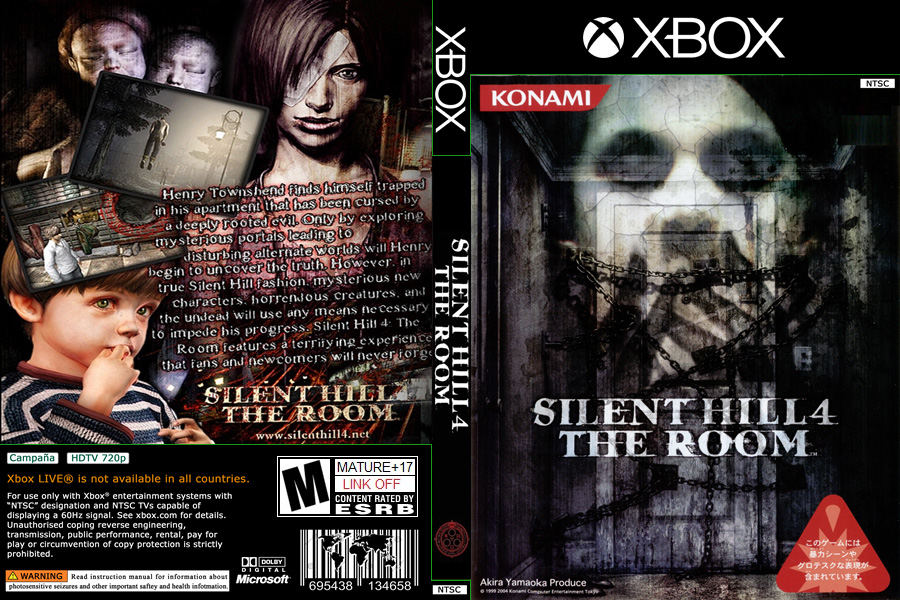 Henry Townshend finds himself trapped
in his apartment that has been cursed by
a deeply rooted evil. Only by exploring
mysterious portals leading to
disturbing alternate worlds will Henry
begin to uncover the truth. However, in
true Silent Hill fashion, mysterious new
characters, horrendous creatures, and
the undead will use any means necessary
to impede his progress. Silent Hill 4: The
Room features a terrifying experience
that fans and newcomers will never forge
SILENT HILL 4
THE ROOM
www.silenthill4.net
Campaña
HDTV 720p
Xbox LIVE® is not available in all countries.
For use only with Xbox® entertainment systems with
“NTSC” designation and NTSC TVs capable of
displaying a 60Hz signal. See xbox.com for details.
Unauthorised coping reverse engineering,
transmission, public performance, rental, pay for
play or circumvention of copy protection is strictly
prohibited.
WARNING Read instruction manual for information about
photosensitive seizures and other important saftey and health infotmation.
DOLBY
DIGITAL
Microsoft
M
MATURE+17
LINK OFF
CONTENT RATED BY
ESRB
695438 134658
XBOX
SILENT HILL 4
THE ROOM
NTSC
XBOX
NTSC
KONAMI
SILENT HILL 4
THE ROOM™
このゲームには
暴力シーンや
グロテスクな表現が
含まれています。
Akira Yamaoka Produce
© 1999 2004 Konami Computer Entertainment Tokyo